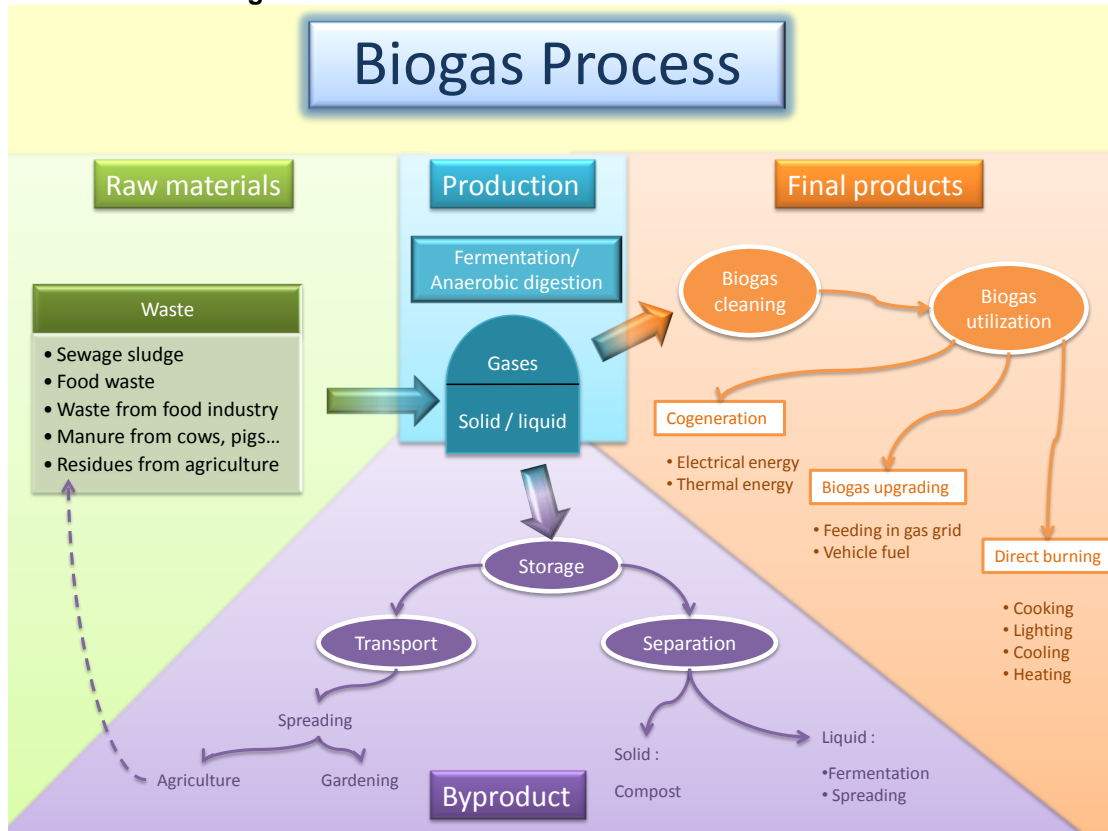 Biogas Process
Raw materials
Production
Final products
Fermentation/
Anaerobic digestion
Waste
• Sewage sludge
• Food waste
• Waste from food industry
• Manure from cows, pigs...
• Residues from agriculture
Gases
Solid / liquid
Biogas
cleaning
Biogas
utilization
Cogeneration
• Electrical energy
• Thermal energy
Biogas upgrading
• Feeding in gas grid
• Vehicle fuel
Direct burning
• Cooking
• Lighting
• Cooling
• Heating
Storage
Transport
Separation
Spreading
Agriculture
Gardening
Solid :
Compost
Liquid :
•Fermentation
• Spreading
Byproduct